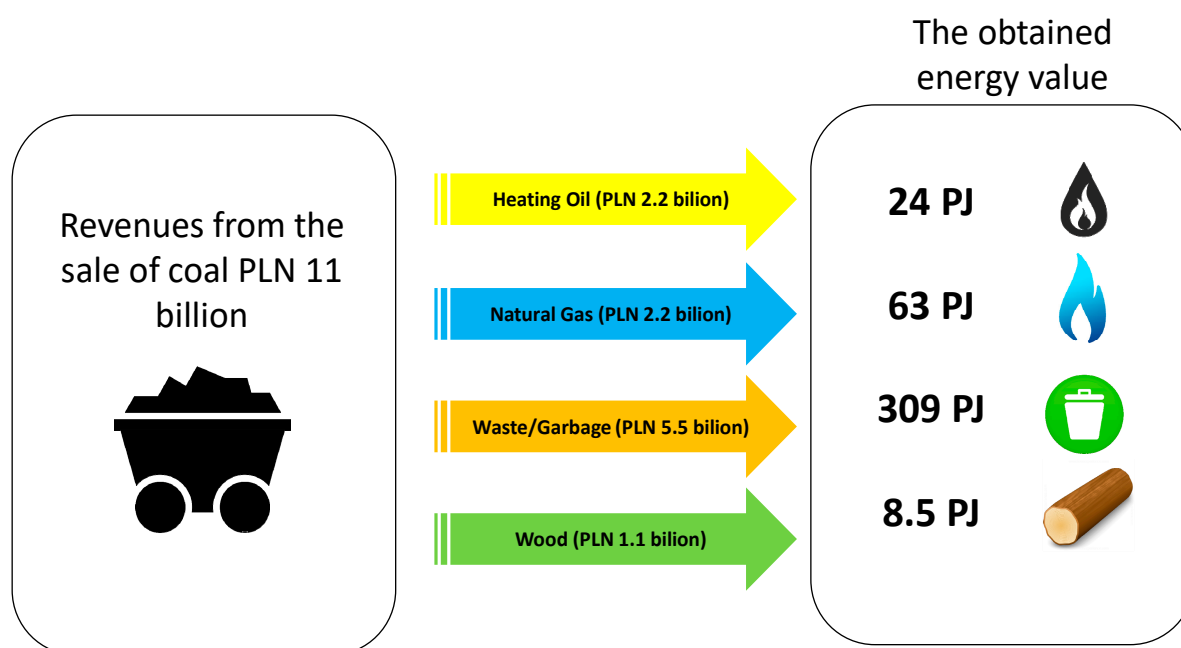 The obtained
energy value
Revenues from the
sale of coal PLN 11
billion
Heating Oil (PLN 2.2 bilion)
24 PJ
Natural Gas (PLN 2.2 bilion)
63 PJ
Waste/Garbage (PLN 5.5 bilion)
309 PJ
Wood (PLN 1.1 bilion)
8.5 PJ